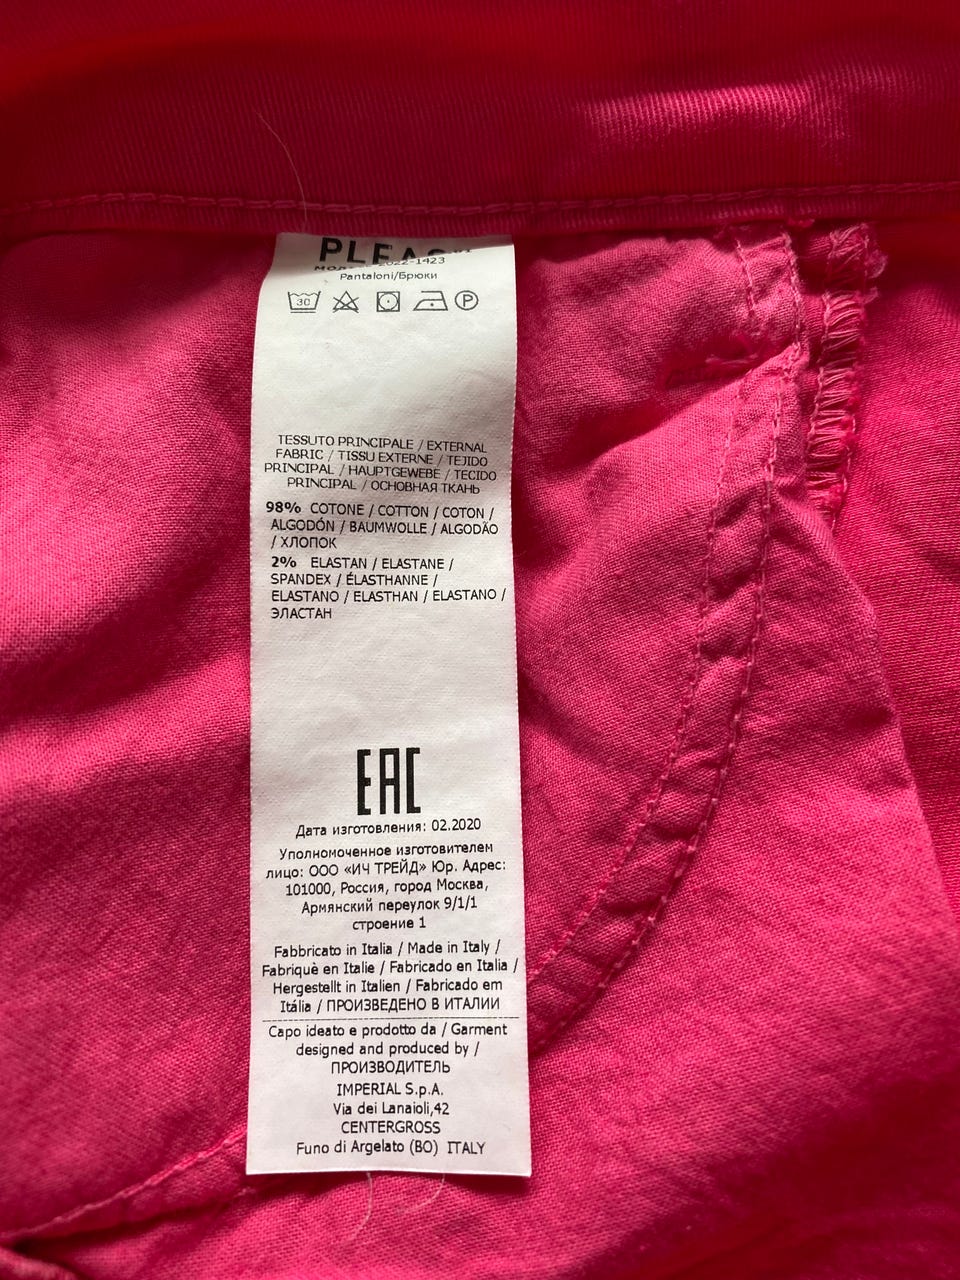 Pantaloni/Брюки
30
P
TESSUTO PRINCIPALE / EXTERNAL
FABRIC / TISSU EXTERNE / TEJIDO
PRINCIPAL / HAUPTGEWEBE / TECIDO
PRINCIPAL / ОСНОВНАЯ ТКАНЬ
98% COTONE / COTTON / COTON /
ALGODÓN / BAUMWOLLE / ALGODÃO
/ ХЛОПОК
2% ELASTAN / ELASTANE /
SPANDEX / ÉLASTHANNE /
ELASTANO / ELASTHAN / ELASTANO /
ЭЛАСТАН
EAC
Дата изготовления: 02.2020
Уполномоченное изготовителем
лицо: ООО «ИЧ ТРЕЙД» Юр. Адрес:
101000, Россия, город Москва,
Армянский переулок 9/1/1
строение 1
Fabbricato in Italia / Made in Italy /
Fabriquè en Italie / Fabricado en Italia /
Hergestellt in Italien / Fabricado em
Itália / ПРОИЗВЕДЕНО В ИТАЛИИ
Capo ideato e prodotto da / Garment
designed and produced by /
ПРОИЗВОДИТЕЛЬ
IMPERIAL S.p.A.
Via dei Lanaioli,42
CENTERGROSS
Funo di Argelato (BO) ITALY